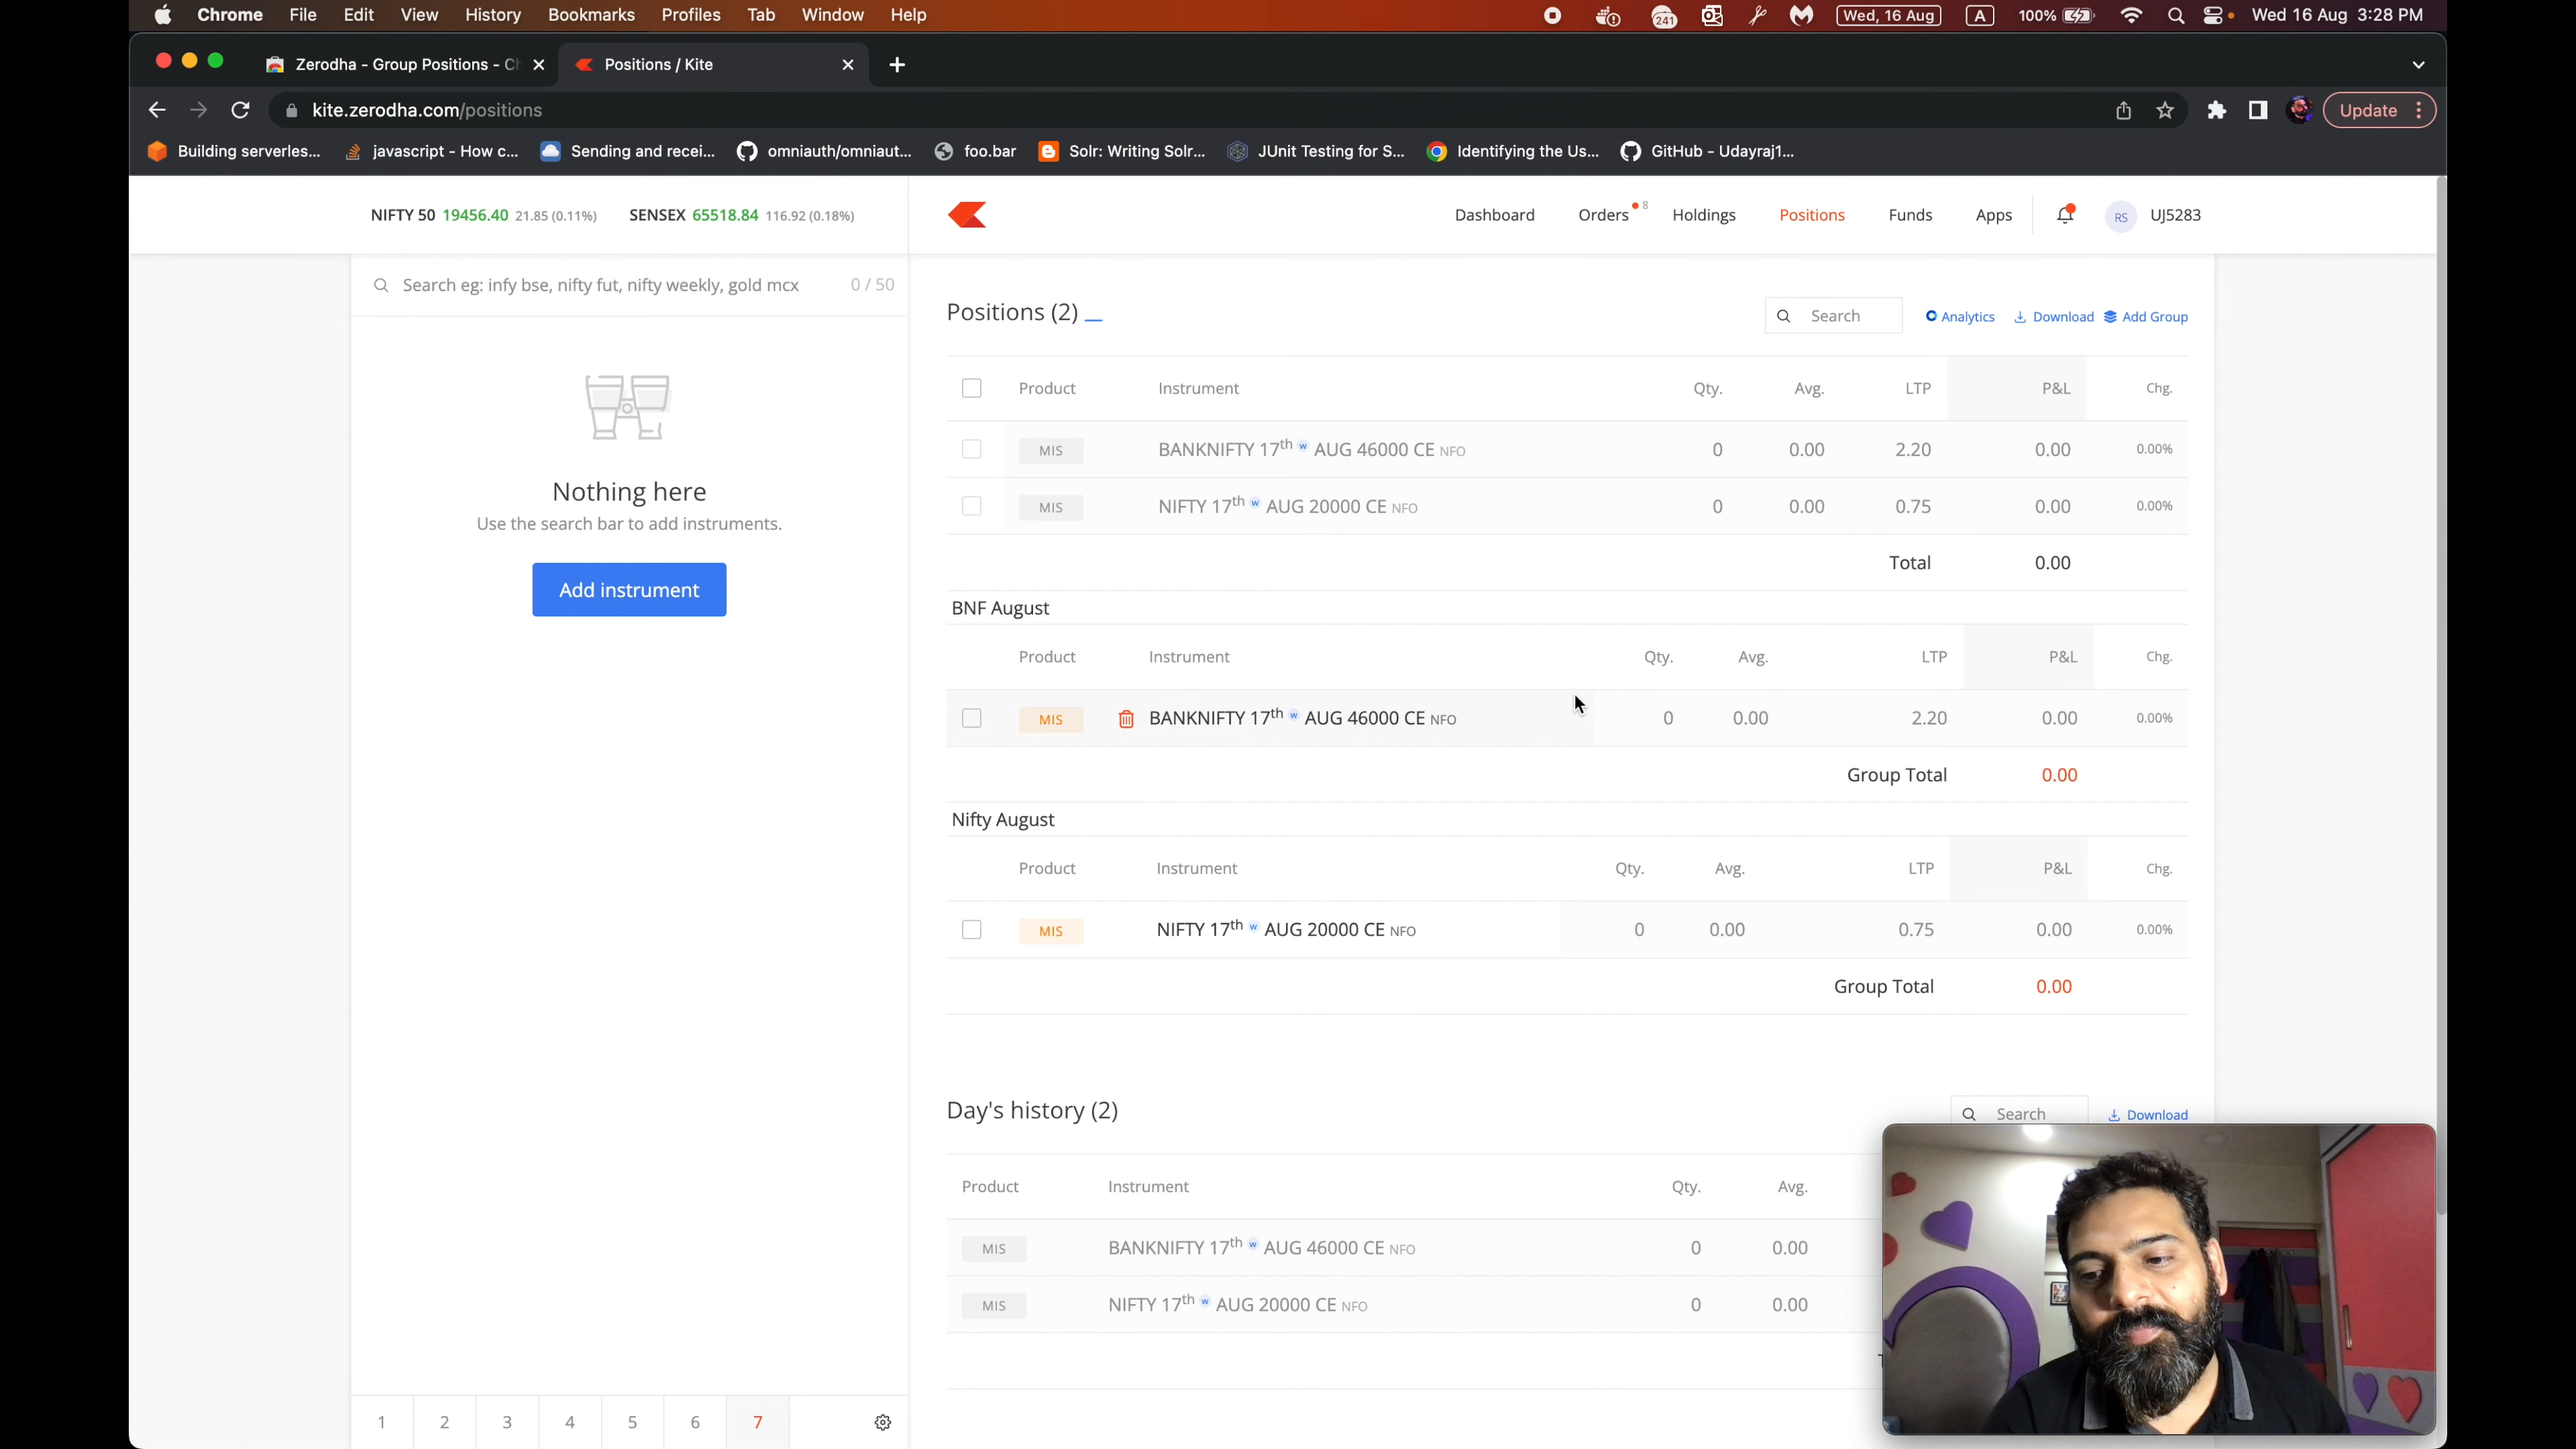 Chrome File Edit View History Bookmarks Profiles Tab Window Help 241 Wed, 16 Aug A 100% Wed 16 Aug 3:28 PM
Zerodha - Group Positions - Ch Positions / Kite
kite.zerodha.com/positions Update
Building serverles... javascript - How c... Sending and recei... omniauth/omniaut... foo.bar Solr: Writing Solr... JUnit Testing for S... Identifying the Us... GitHub - Udayraj1...
NIFTY 50 19456.40 21.85 (0.11%) SENSEX 65518.84 116.92 (0.18%) Dashboard Orders 8 Holdings Positions Funds Apps RS UJ5283
Search eg: infy bse, nifty fut, nifty weekly, gold mcx 0 / 50
Nothing here
Use the search bar to add instruments.
Add instrument
1 2 3 4 5 6 7
Positions (2) Search Analytics Download Add Group
Product Instrument Qty. Avg. LTP P&L Chg.
MIS BANKNIFTY 17th w AUG 46000 CE NFO 0 0.00 2.20 0.00 0.00%
MIS NIFTY 17th w AUG 20000 CE NFO 0 0.00 0.75 0.00 0.00%
Total 0.00
BNF August
Product Instrument Qty. Avg. LTP P&L Chg.
MIS BANKNIFTY 17th w AUG 46000 CE NFO 0 0.00 2.20 0.00 0.00%
Group Total 0.00
Nifty August
Product Instrument Qty. Avg. LTP P&L Chg.
MIS NIFTY 17th w AUG 20000 CE NFO 0 0.00 0.75 0.00 0.00%
Group Total 0.00
Day's history (2) Search Download
Product Instrument Qty. Avg.
MIS BANKNIFTY 17th w AUG 46000 CE NFO 0 0.00
MIS NIFTY 17th w AUG 20000 CE NFO 0 0.00